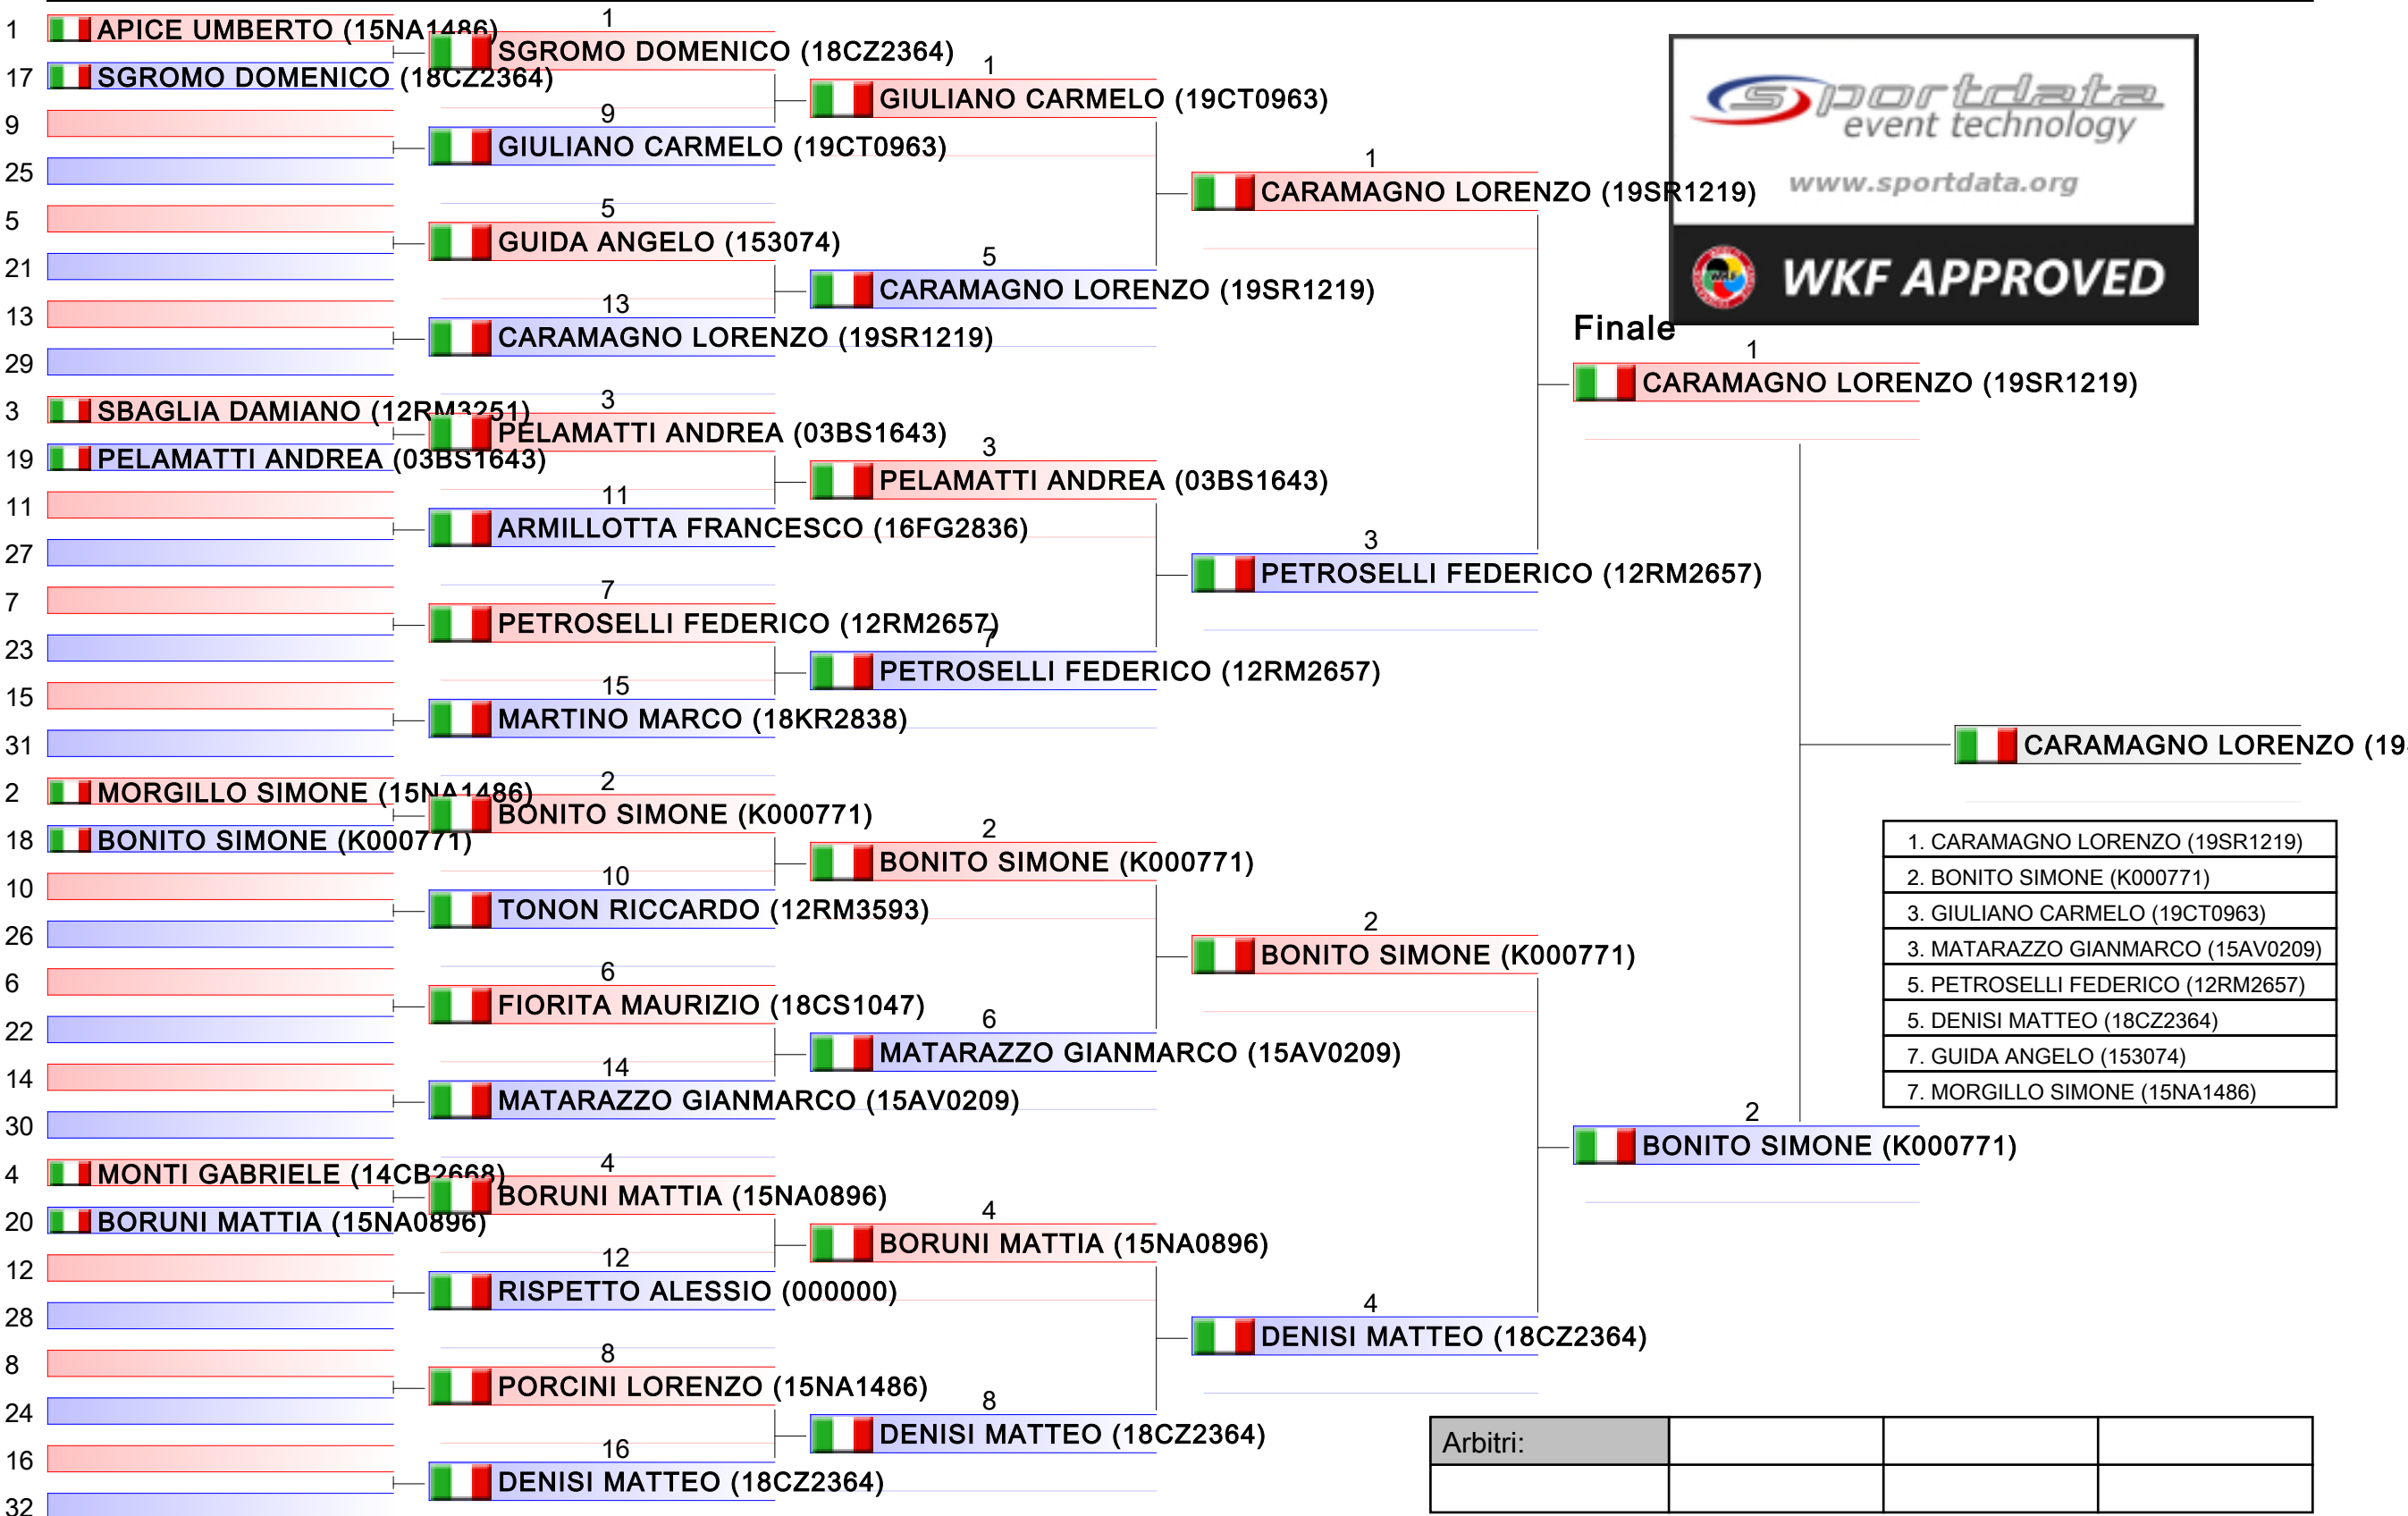 1 APICE UMBERTO (15NA1486)
17 SGROMO DOMENICO (18CZ2364)
9
25
5
21
13
29
3 SBAGLIA DAMIANO (12RM3251)
19 PELAMATTI ANDREA (03BS1643)
11
27
7
23
15
31
2 MORGILLO SIMONE (15NA1486)
18 BONITO SIMONE (K000771)
10
26
6
22
14
30
4 MONTI GABRIELE (14CB2668)
20 BORUNI MATTIA (15NA0896)
12
28
8
24
16
32
1
SGROMO DOMENICO (18CZ2364)
9
GIULIANO CARMELO (19CT0963)
5
GUIDA ANGELO (153074)
13
CARAMAGNO LORENZO (19SR1219)
3
PELAMATTI ANDREA (03BS1643)
11
ARMILLOTTA FRANCESCO (16FG2836)
7
PETROSELLI FEDERICO (12RM2657)
15
MARTINO MARCO (18KR2838)
2
BONITO SIMONE (K000771)
10
TONON RICCARDO (12RM3593)
6
FIORITA MAURIZIO (18CS1047)
14
MATARAZZO GIANMARCO (15AV0209)
4
BORUNI MATTIA (15NA0896)
12
RISPETTO ALESSIO (000000)
8
PORCINI LORENZO (15NA1486)
16
DENISI MATTEO (18CZ2364)
1
GIULIANO CARMELO (19CT0963)
5
CARAMAGNO LORENZO (19SR1219)
3
PELAMATTI ANDREA (03BS1643)
7
PETROSELLI FEDERICO (12RM2657)
2
BONITO SIMONE (K000771)
6
MATARAZZO GIANMARCO (15AV0209)
4
BORUNI MATTIA (15NA0896)
8
DENISI MATTEO (18CZ2364)
1
CARAMAGNO LORENZO (19SR1219)
3
PETROSELLI FEDERICO (12RM2657)
2
BONITO SIMONE (K000771)
4
DENISI MATTEO (18CZ2364)
sportdata
event technology
www.sportdata.org
WKF APPROVED
Finale
1
CARAMAGNO LORENZO (19SR1219)
2
BONITO SIMONE (K000771)
CARAMAGNO LORENZO (19
1. CARAMAGNO LORENZO (19SR1219)
2. BONITO SIMONE (K000771)
3. GIULIANO CARMELO (19CT0963)
3. MATARAZZO GIANMARCO (15AV0209)
5. PETROSELLI FEDERICO (12RM2657)
5. DENISI MATTEO (18CZ2364)
7. GUIDA ANGELO (153074)
7. MORGILLO SIMONE (15NA1486)
Arbitri: